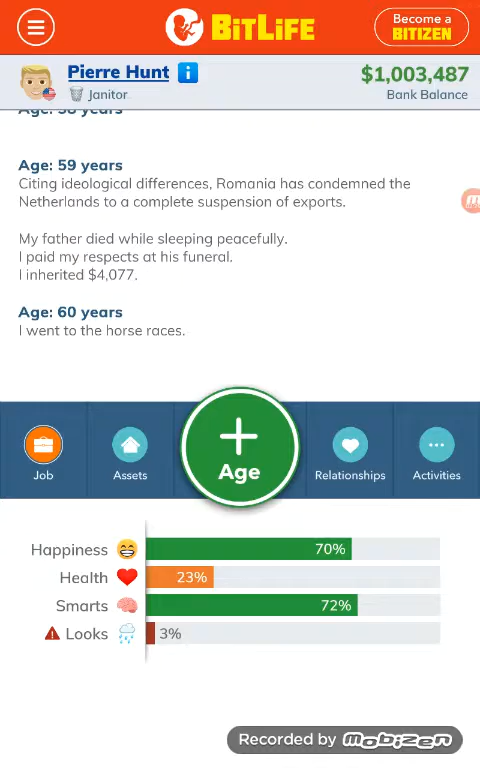 BITLIFE
Become a
BITIZEN
Pierre Hunt
$1,003,487
Janitor
Bank Balance
Age: 58 years
Age: 59 years
Citing ideological differences, Romania has condemned the
Netherlands to a complete suspension of exports.
My father died while sleeping peacefully.
I paid my respects at his funeral.
I inherited $4,077.
Age: 60 years
I went to the horse races.
Job
Assets
Age
Relationships
Activities
Happiness 70%
Health 23%
Smarts 72%
Looks 3%
Recorded by Mobizen